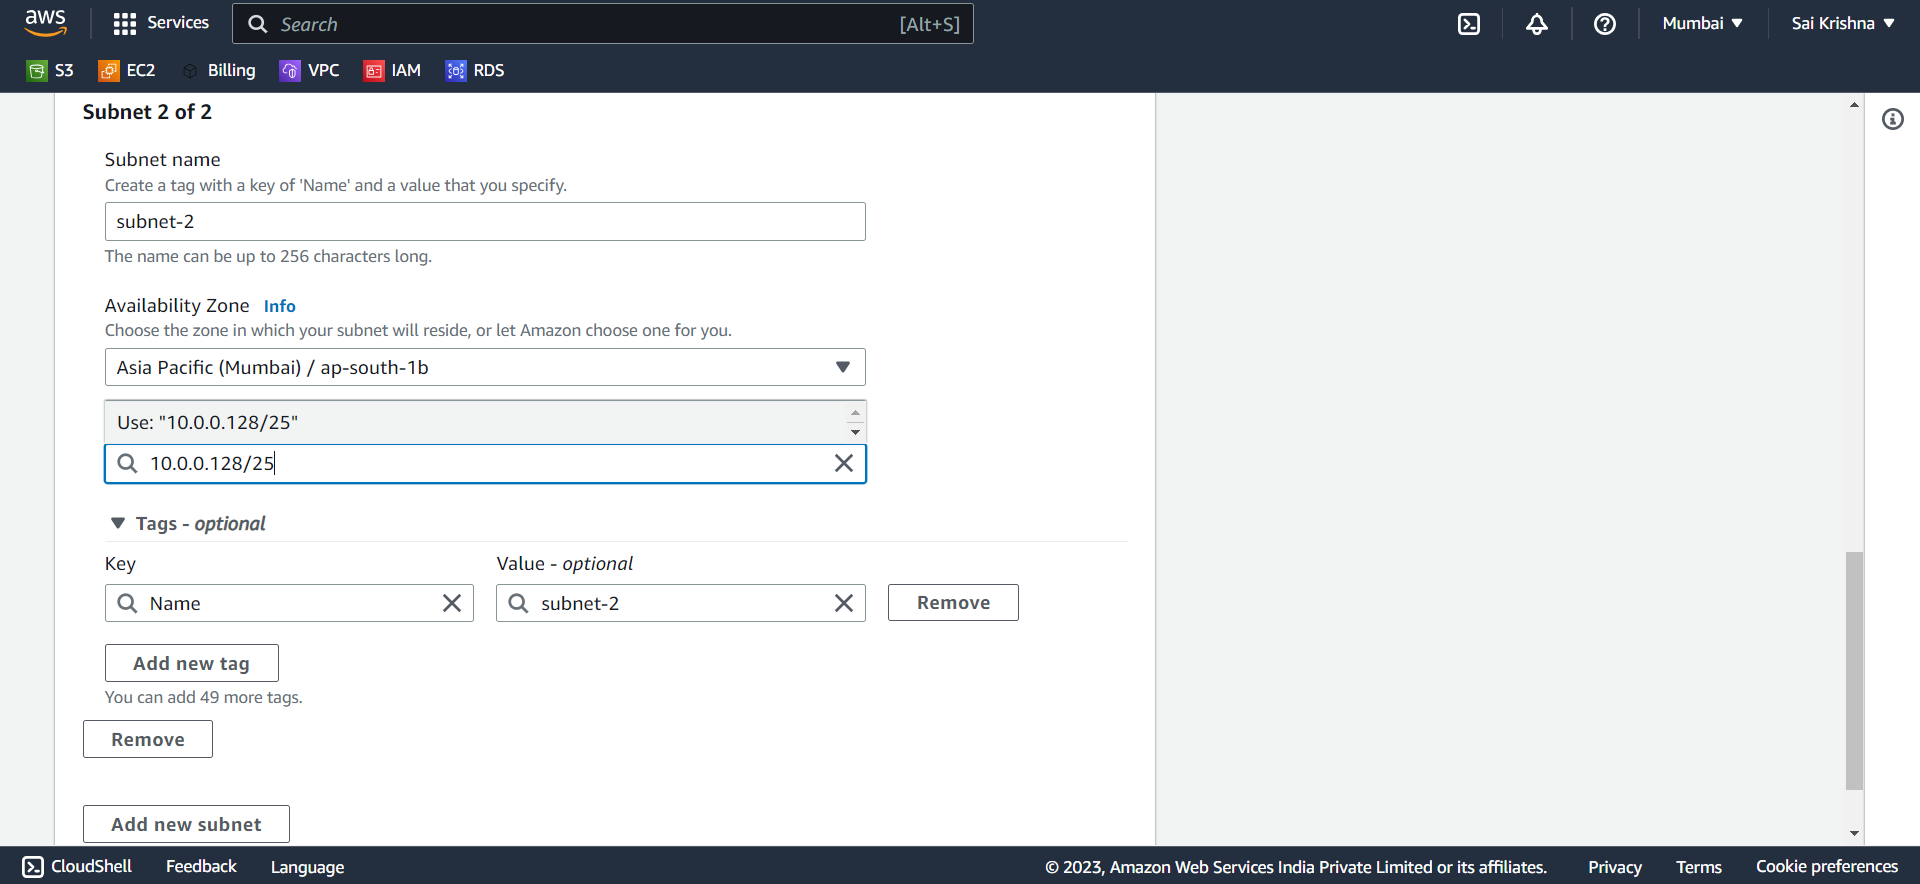 aws Services Search [Alt+S] Mumbai Sai Krishna
S3 EC2 Billing VPC IAM RDS
Subnet 2 of 2
Subnet name
Create a tag with a key of 'Name' and a value that you specify.
subnet-2
The name can be up to 256 characters long.
Availability Zone Info
Choose the zone in which your subnet will reside, or let Amazon choose one for you.
Asia Pacific (Mumbai) / ap-south-1b
Use: "10.0.0.128/25"
10.0.0.128/25
Tags - optional
Key Value - optional
Name subnet-2 Remove
Add new tag
You can add 49 more tags.
Remove
Add new subnet
CloudShell Feedback Language © 2023, Amazon Web Services India Private Limited or its affiliates. Privacy Terms Cookie preferences